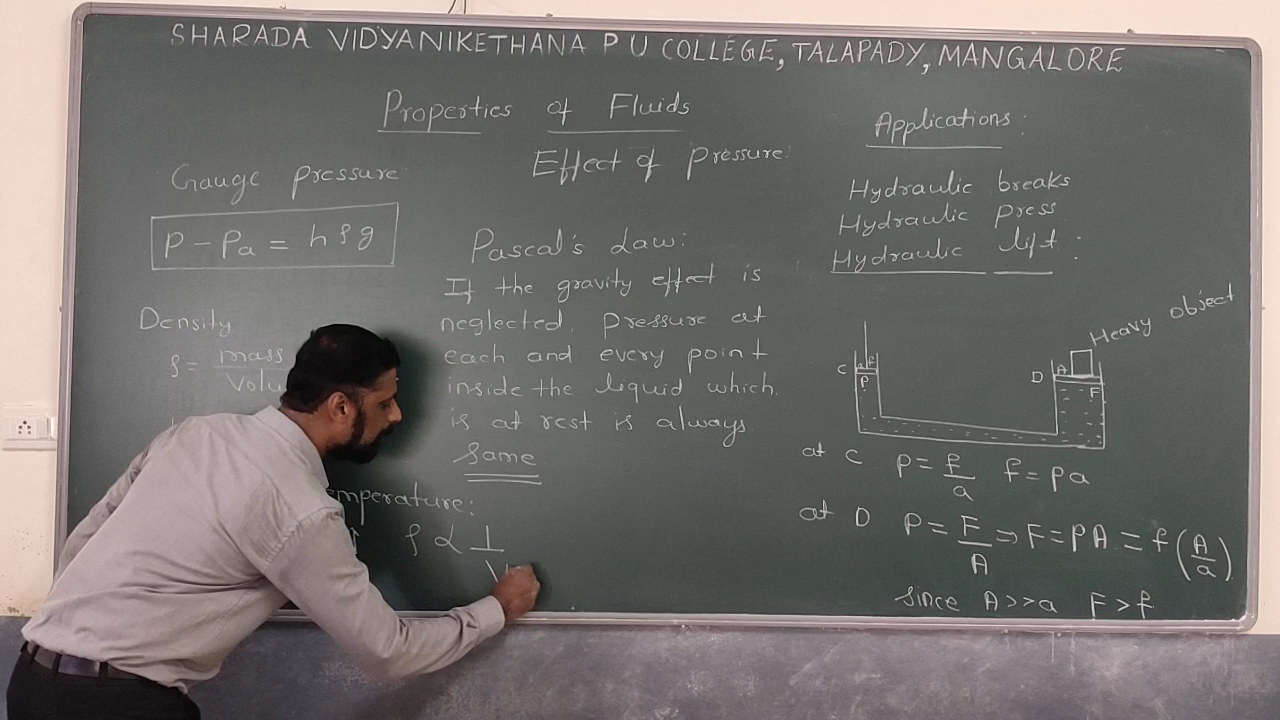 SHARADA VIDYANIKETHANA P U COLLEGE, TALAPADY, MANGALORE
Properties of Fluids
Effect of pressure:
Gauge pressure
P - Pa = hρg
Density
ρ = mass
Pascal's Law:
If the gravity effect is
neglected, pressure at
each and every point
inside the liquid which
is at rest is always
same
ρ ∝ 1
Applications:
Hydraulic breaks
Hydraulic press
Hydraulic lift:
Heavy object
C
P
D
A
F
at C P = f/a f = Pa
at D P = F/A ⇒ F = PA = f(A/a)
since A>>a F>f